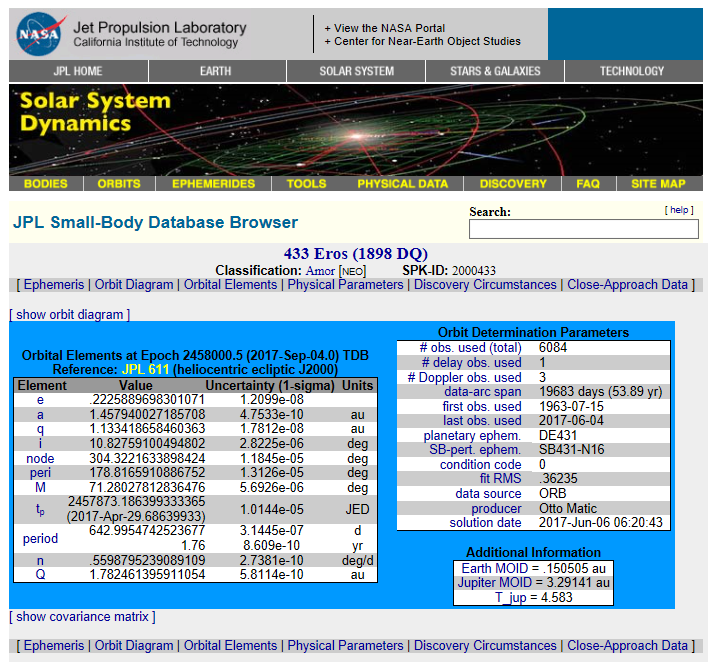 NASA
Jet Propulsion Laboratory
California Institute of Technology
+ View the NASA Portal
+ Center for Near-Earth Object Studies
JPL HOME EARTH SOLAR SYSTEM STARS & GALAXIES TECHNOLOGY
Solar System
Dynamics
BODIES ORBITS EPHEMERIDES TOOLS PHYSICAL DATA DISCOVERY FAQ SITE MAP
JPL Small-Body Database Browser
Search: [ help ]
433 Eros (1898 DQ)
Classification: Amor [NEO] SPK-ID: 2000433
[ Ephemeris | Orbit Diagram | Orbital Elements | Physical Parameters | Discovery Circumstances | Close-Approach Data ]
[ show orbit diagram ]
Orbital Elements at Epoch 2458000.5 (2017-Sep-04.0) TDB
Reference: JPL 611 (heliocentric ecliptic J2000)
Element Value Uncertainty (1-sigma) Units
e .2225889698301071 1.2099e-08
a 1.457940027185708 4.7533e-10 au
q 1.133418658460363 1.7812e-08 au
i 10.82759100494802 2.8225e-06 deg
node 304.3221633898424 1.1845e-05 deg
peri 178.8165910886752 1.3126e-05 deg
M 71.28027812836476 5.6926e-06 deg
tp 2457873.186399333365
(2017-Apr-29.68639933) 1.0144e-05 JED
period 642.9954742523677 3.1445e-07 d
1.76 8.609e-10 yr
n .5598795239089109 2.7381e-10 deg/d
Q 1.782461395911054 5.8114e-10 au
Orbit Determination Parameters
# obs. used (total) 6084
# delay obs. used 1
# Doppler obs. used 3
data-arc span 19683 days (53.89 yr)
first obs. used 1963-07-15
last obs. used 2017-06-04
planetary ephem. DE431
SB-pert. ephem. SB431-N16
condition code 0
fit RMS .36235
data source ORB
producer Otto Matic
solution date 2017-Jun-06 06:20:43
Additional Information
Earth MOID = .150505 au
Jupiter MOID = 3.29141 au
T_jup = 4.583
[ show covariance matrix ]
[ Ephemeris | Orbit Diagram | Orbital Elements | Physical Parameters | Discovery Circumstances | Close-Approach Data ]